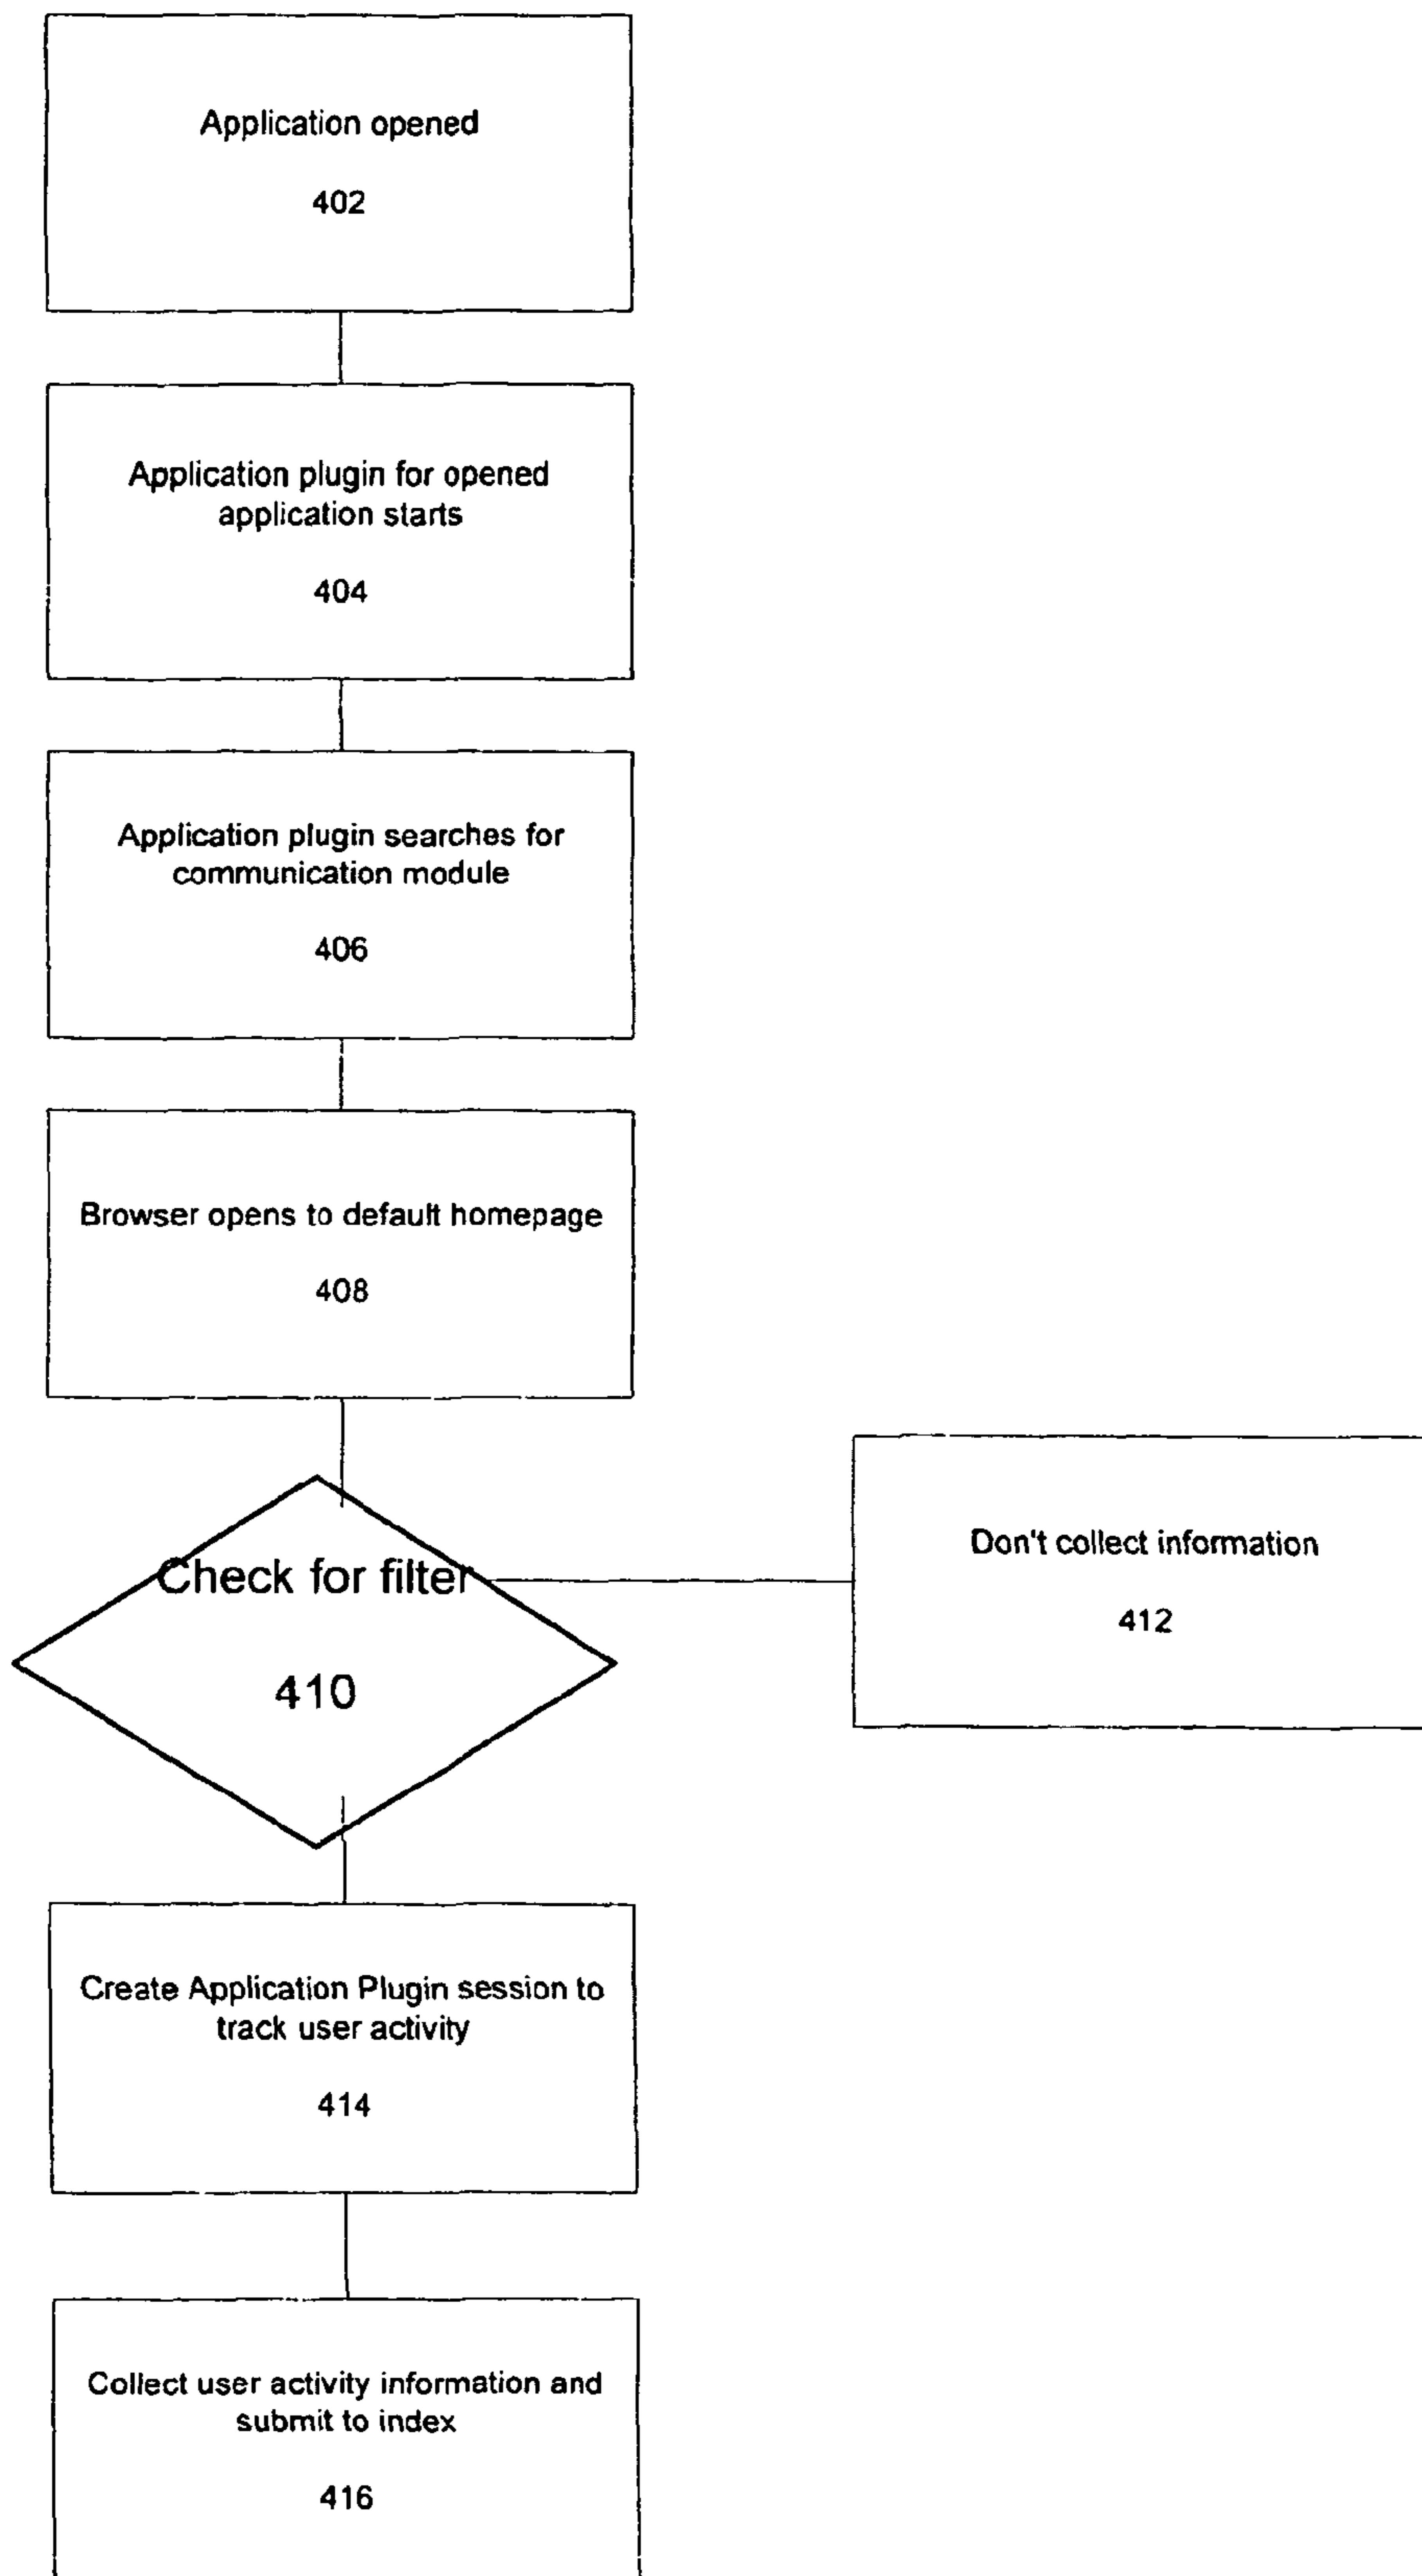 Application opened
402
Application plugin for opened
application starts
404
Application plugin searches for
communication module
406
Browser opens to default homepage
408
Check for filter
410
Don't collect information
412
Create Application Plugin session to
track user activity
414
Collect user activity information and
submit to index
416